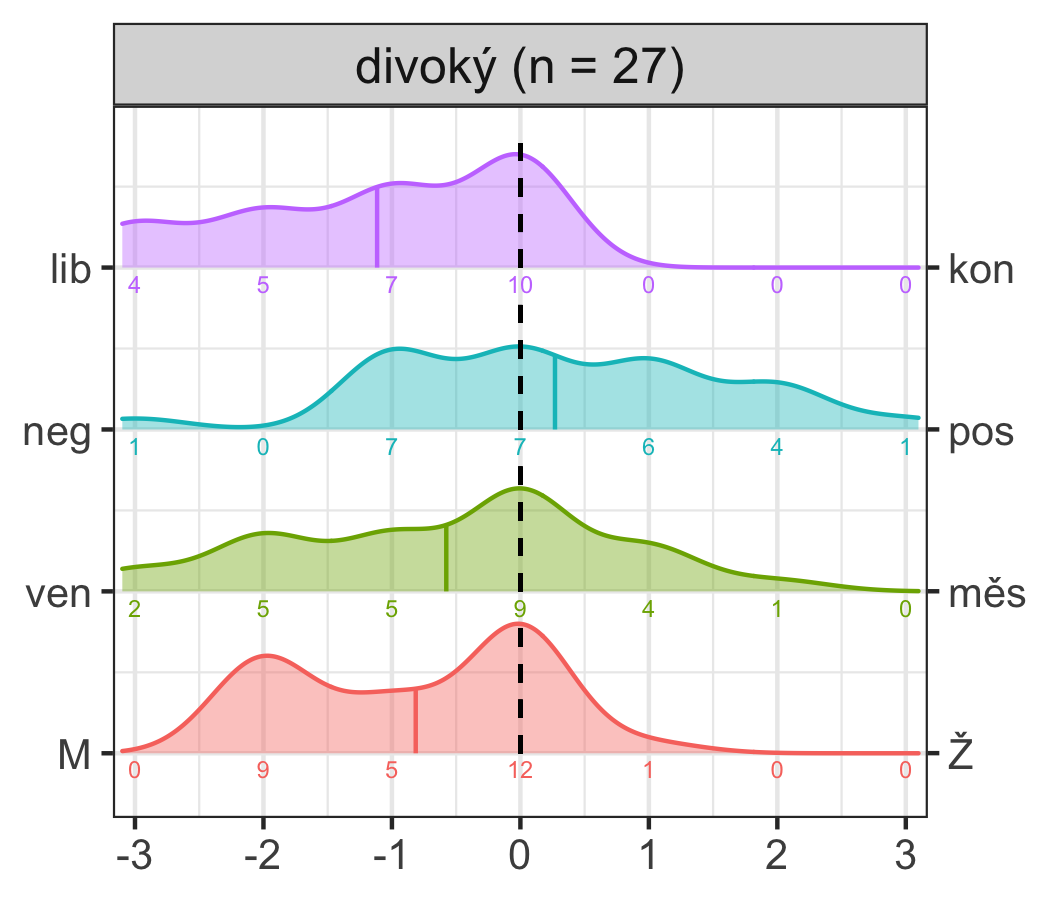 divoký (n = 27)
lib kon
4 5 7 10 0 0 0
neg pos
1 0 7 7 6 4 1
ven měs
2 5 5 9 4 1 0
M Ž
0 9 5 12 1 0 0
-3 -2 -1 0 1 2 3